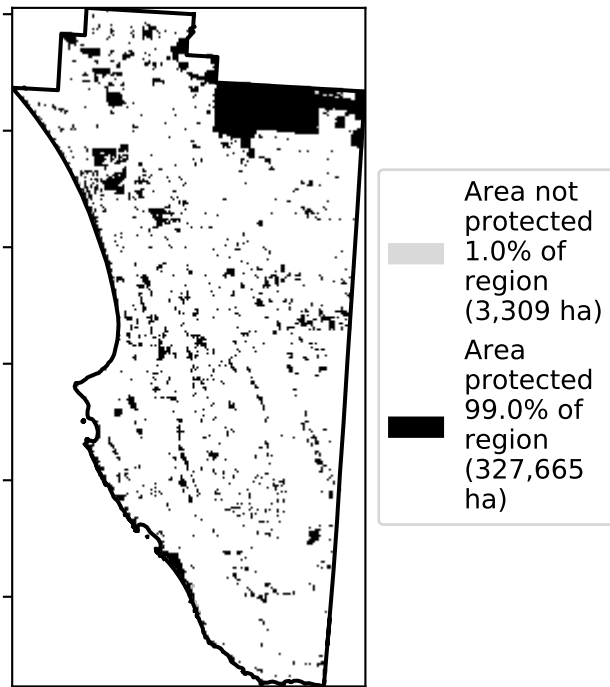 Area not
protected
1.0% of
region
(3,309 ha)
Area
protected
99.0% of
region
(327,665
ha)